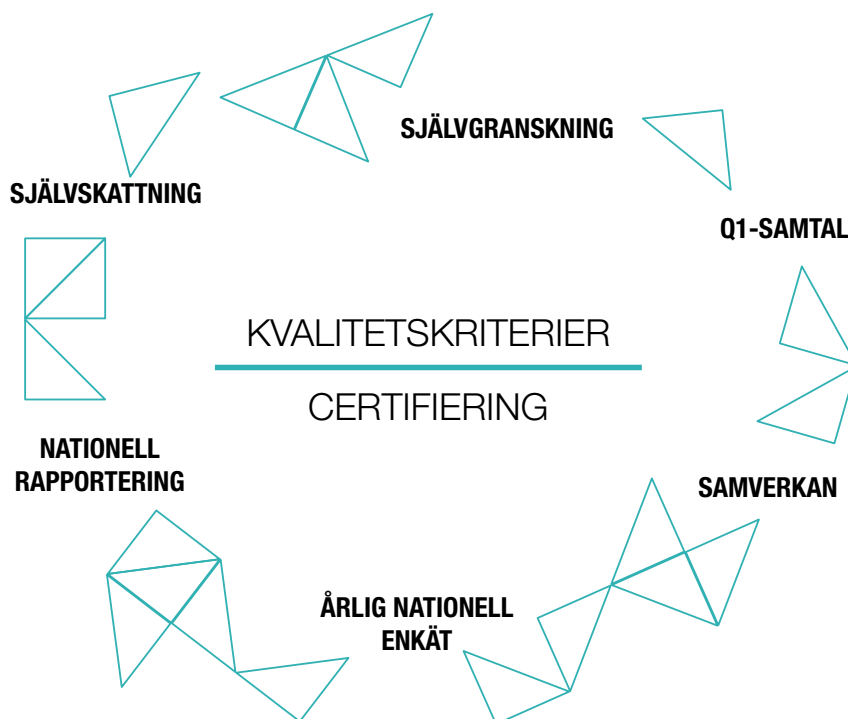 SJÄLVGRANSKNING
SJÄLVSKATTNING
Q1-SAMTAL
KVALITETSKRITERIER
CERTIFIERING
NATIONELL
RAPPORTERING
SAMVERKAN
ÅRLIG NATIONELL
ENKÄT